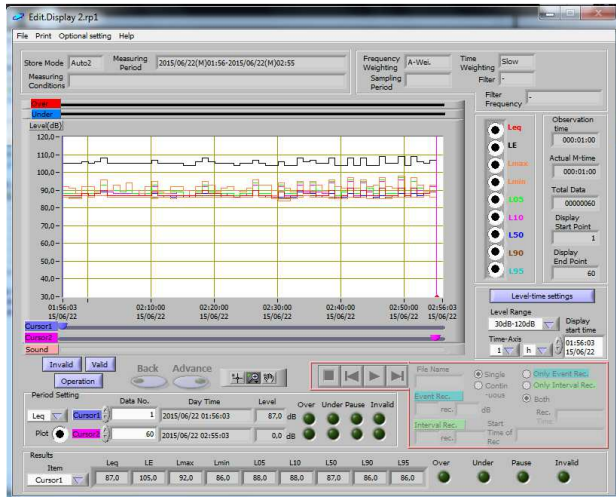 Edit.Display 2.rp1
File Print Optional setting Help
Store Mode Auto2 Measuring Period 2015/06/22(M)01:56-2015/06/22(M)02:55 Frequency Weighting A-Wei. Time Weighting Slow
Measuring Conditions Sampling Period Filter -
Filter Frequency -
Over
Under
Level(dB)
120,0
110,0
100,0
90,0
80,0
70,0
60,0
50,0
40,0
30,0
01:56:03 02:10:00 02:20:00 02:30:00 02:40:00 02:50:00 02:56:03
15/06/22 15/06/22 15/06/22 15/06/22 15/06/22 15/06/22 15/06/22
Cursor1
Cursor2
Sound
Leq
LE
Lmax
Lmin
L05
L10
L50
L90
L95
Observation time
000:01:00
Actual M-time
000:01:00
Total Data
00000060
Display Start Point
1
Display End Point
60
Level-time settings
Level Range
30dB-120dB
Display start time
Time-Axis
1 h 01:56:03 15/06/22
Invalid Valid Back Advance
Operation
Period Setting
Data No. Day Time Level Over Under Pause Invalid
Leq Cursor1 1 2015/06/22 01:56:03 87,0 dB
Plot Cursor2 60 2015/06/22 02:55:03 0,0 dB
File Name Single Only Event Rec.
Contin -uous Only Interval Rec.
Event Rec. Both
rec. dB Rec. Time
Interval Rec. Start Time of Rec
rec.
Results
Item Leq LE Lmax Lmin L05 L10 L50 L90 L95 Over Under Pause Invalid
Cursor1 87,0 105,0 92,0 86,0 88,0 88,0 87,0 86,0 86,0